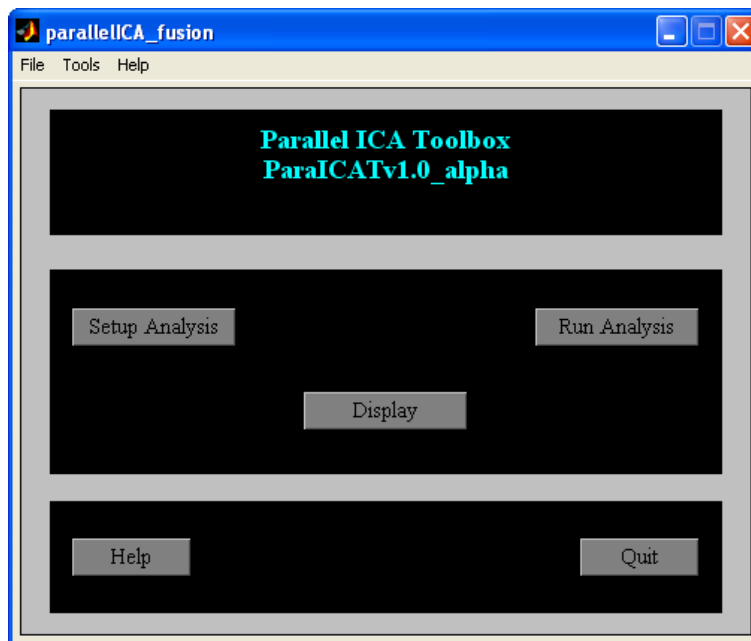 parallelICA_fusion
File Tools Help
Parallel ICA Toolbox
ParaICATv1.0_alpha
Setup Analysis Run Analysis
Display
Help Quit